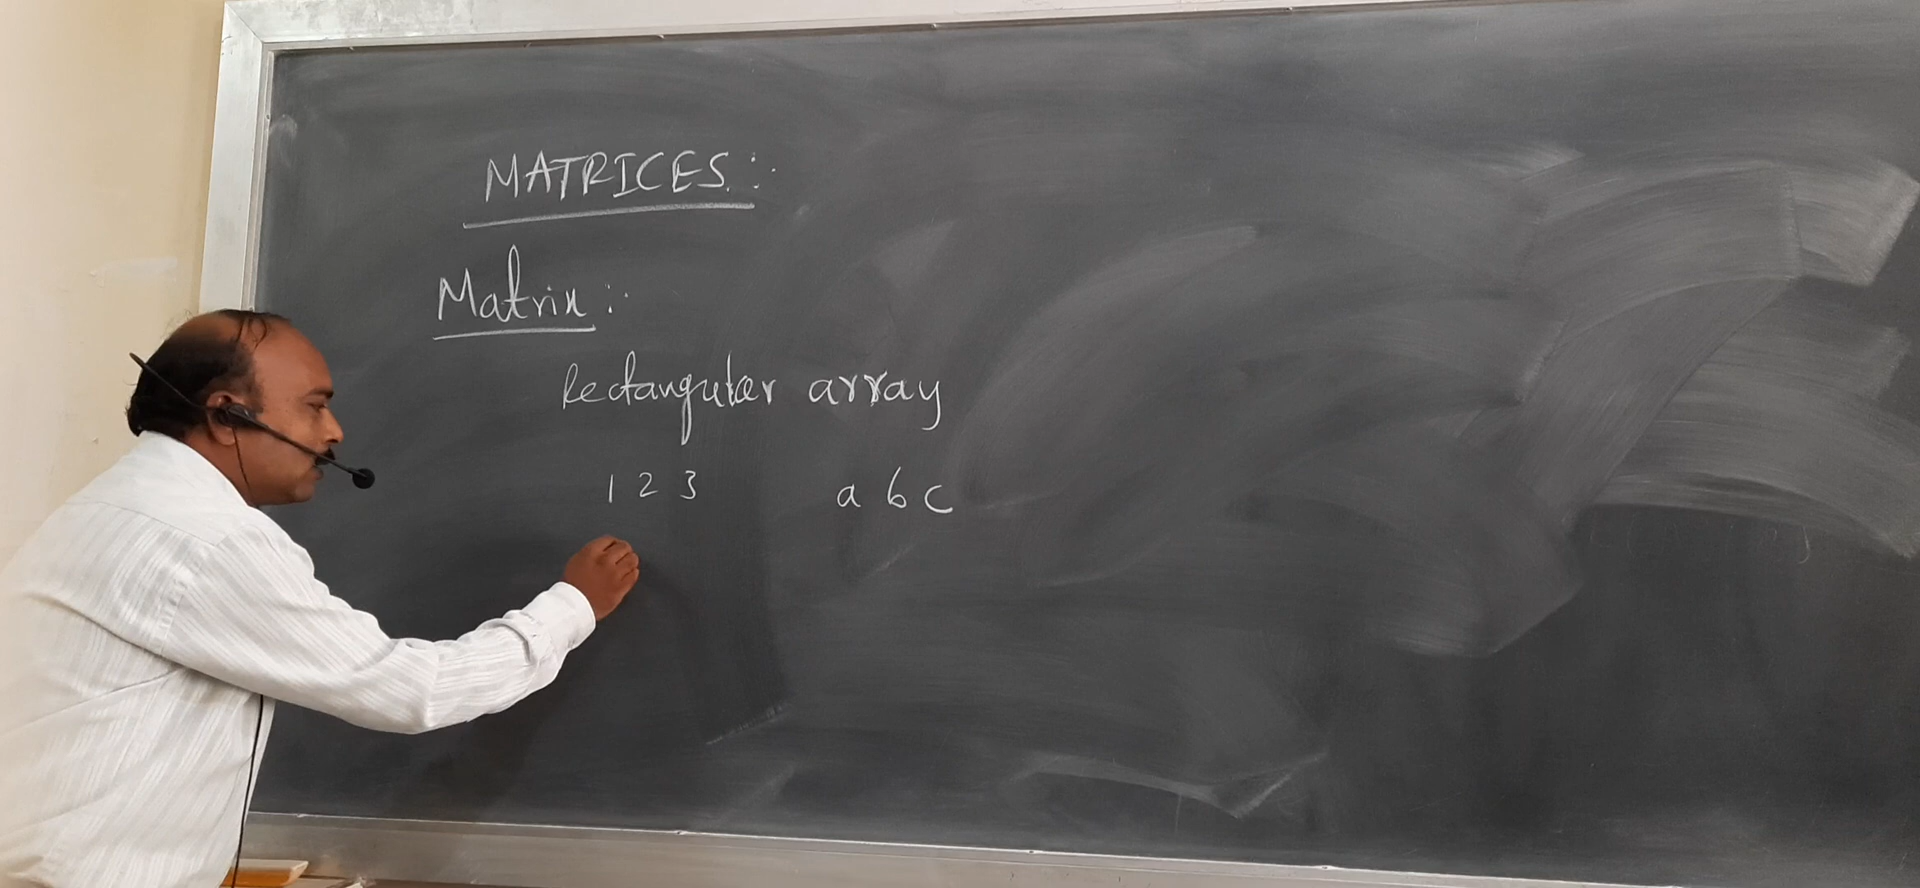 MATRICES :-
Matrix :-
Rectangular array
1 2 3 a b c